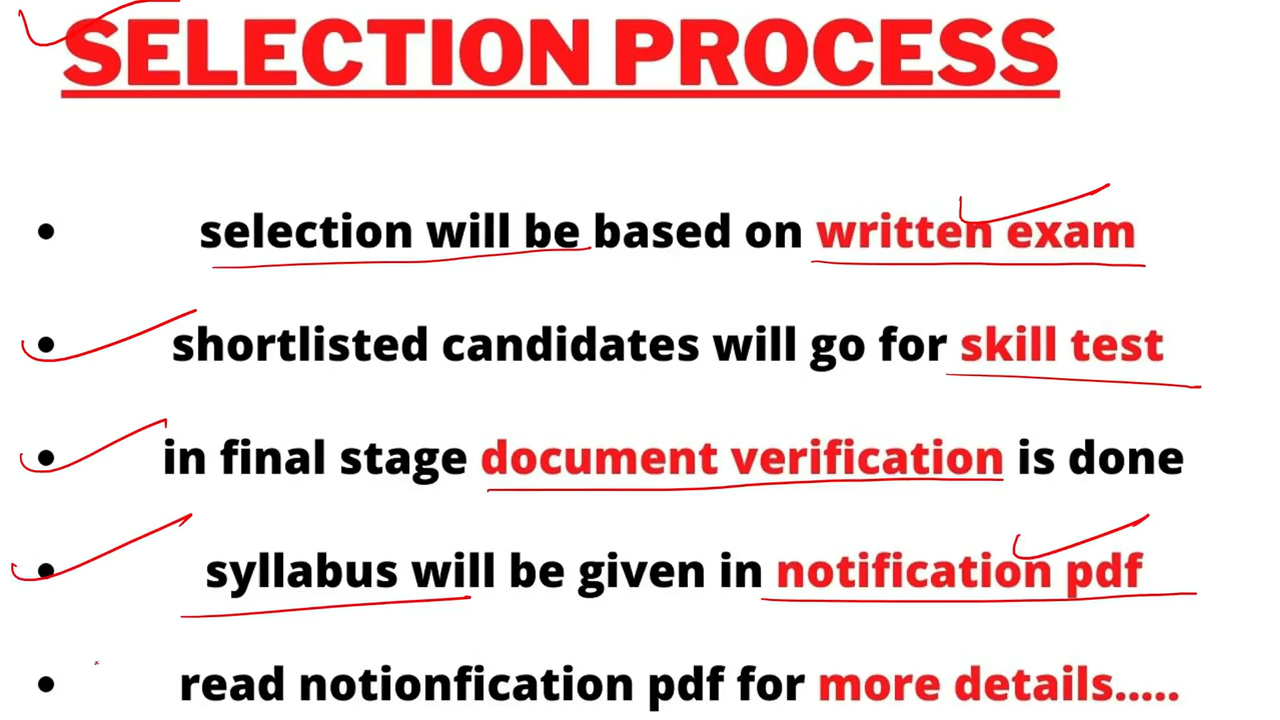 SELECTION PROCESS
• selection will be based on written exam
• shortlisted candidates will go for skill test
• in final stage document verification is done
• syllabus will be given in notification pdf
• read notionfication pdf for more details.....